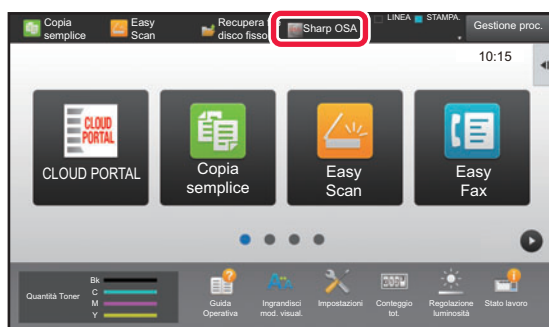 Copia
semplice
Easy
Scan
Recupera
disco fisso
Sharp OSA
LINEA
STAMPA.
Gestione proc.
10:15
CLOUD
PORTAL
CLOUD PORTAL
Copia
semplice
Easy
Scan
Easy
Fax
Quantità Toner
Bk
C
M
Y
Guida
Operativa
Ingrandisci
mod. visual.
Impostazioni
Conteggio
tot.
Regolazione
luminosità
Stato lavoro